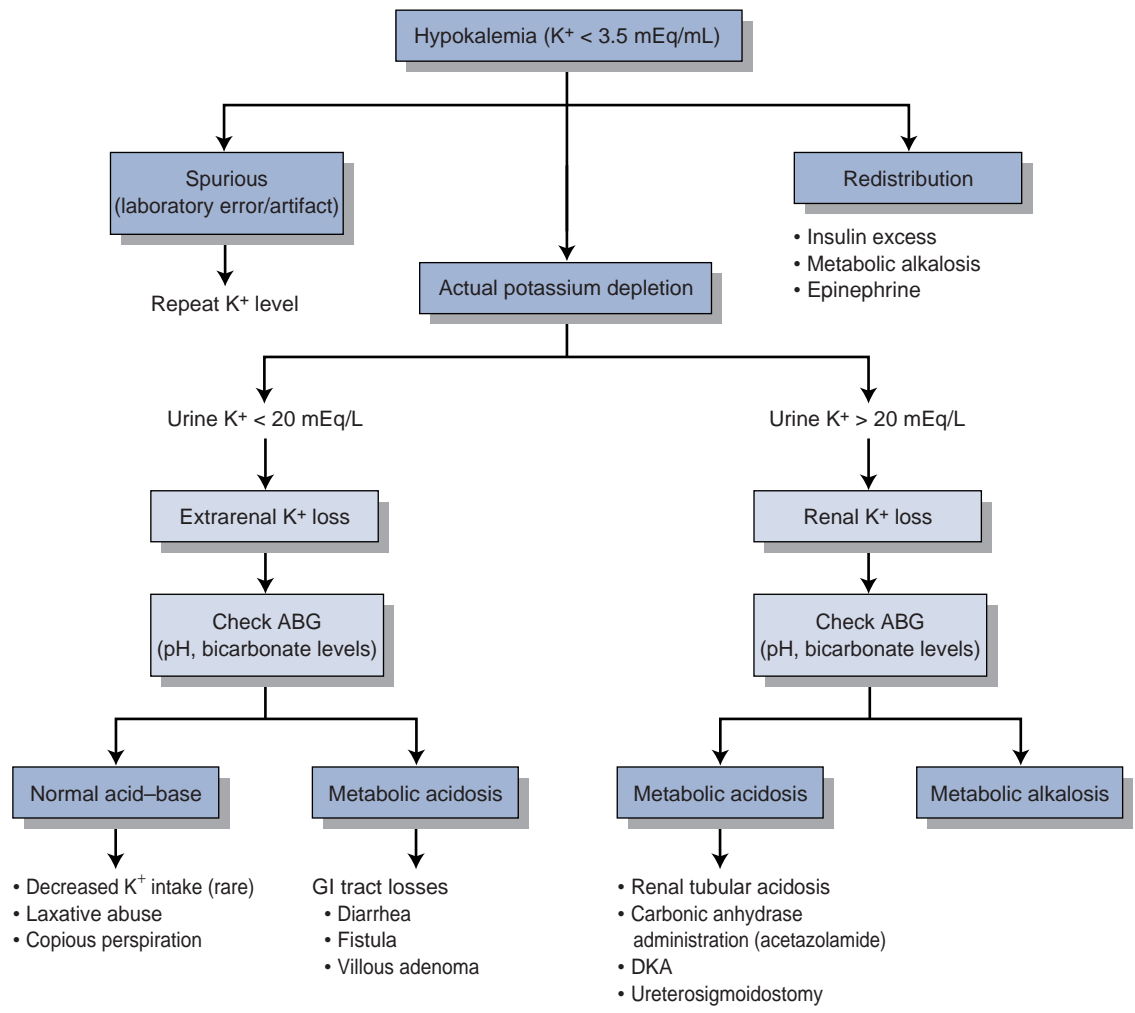 Hypokalemia (K⁺ < 3.5 mEq/mL)
Spurious
(laboratory error/artifact)
Repeat K⁺ level
Redistribution
• Insulin excess
• Metabolic alkalosis
• Epinephrine
Actual potassium depletion
Urine K⁺ < 20 mEq/L
Extrarenal K⁺ loss
Check ABG
(pH, bicarbonate levels)
Normal acid–base
• Decreased K⁺ intake (rare)
• Laxative abuse
• Copious perspiration
Metabolic acidosis
GI tract losses
• Diarrhea
• Fistula
• Villous adenoma
Urine K⁺ > 20 mEq/L
Renal K⁺ loss
Check ABG
(pH, bicarbonate levels)
Metabolic acidosis
• Renal tubular acidosis
• Carbonic anhydrase
administration (acetazolamide)
• DKA
• Ureterosigmoidostomy
Metabolic alkalosis